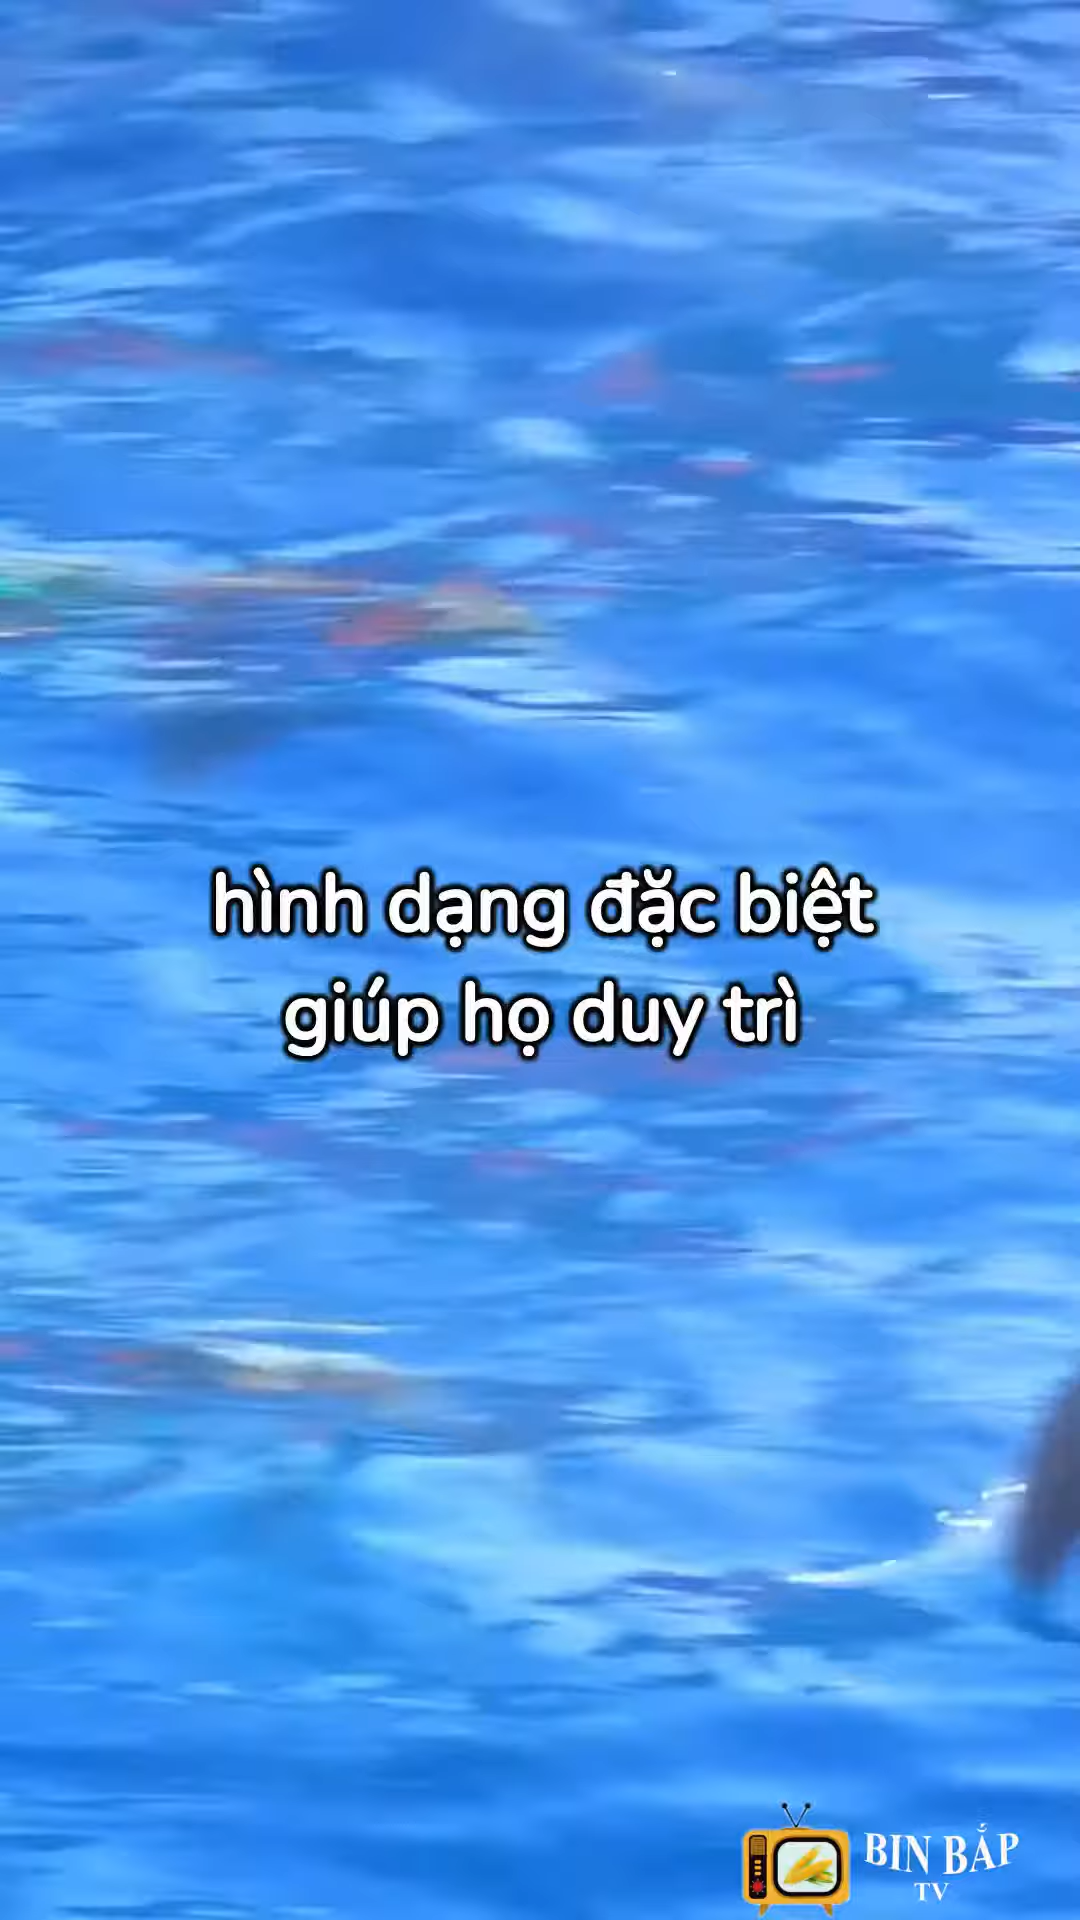 hình dạng đặc biệt
giúp họ duy trì
BIN BẮP
TV